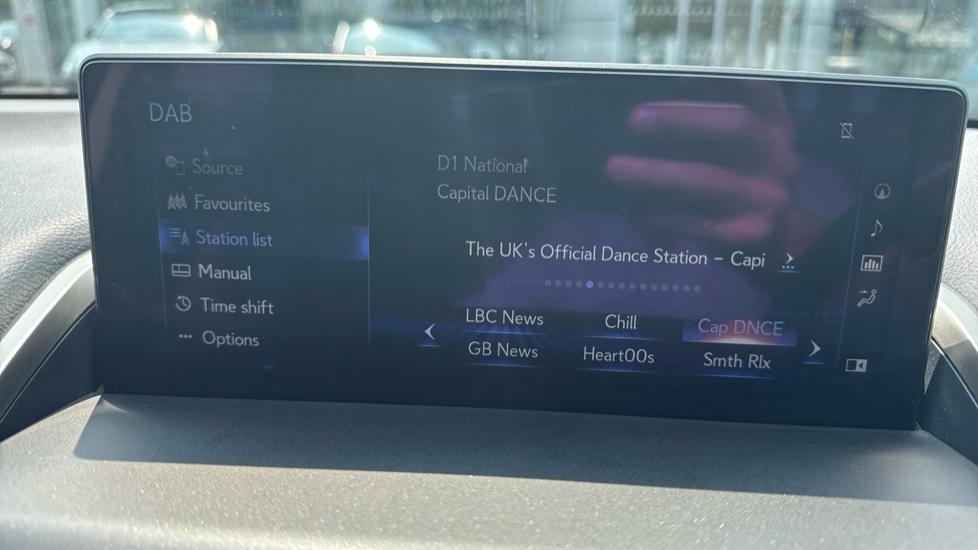 DAB
Source
Favourites
Station list
Manual
Time shift
Options
D1 National
Capital DANCE
The UK's Official Dance Station – Capi
LBC News
Chill
Cap DNCE
GB News
Heart00s
Smth Rlx